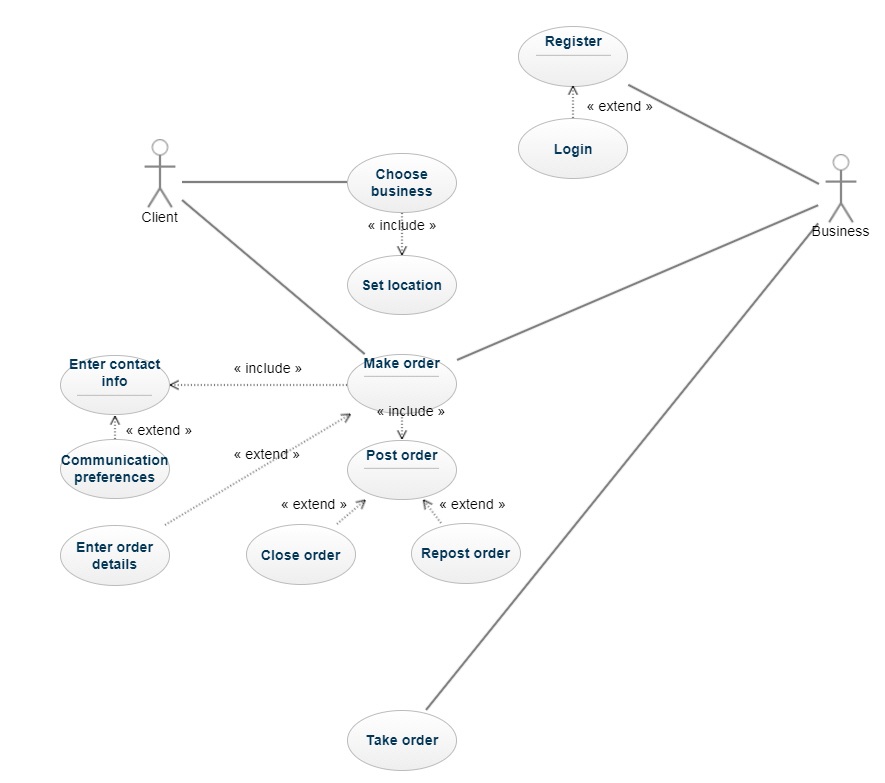 Register
« extend »
Login
Client
Choose
business
« include »
Business
Set location
Enter contact
info
« include »
Make order
« extend »
« include »
Communication
preferences
« extend »
Post order
« extend »
« extend »
Enter order
details
Close order
Repost order
Take order